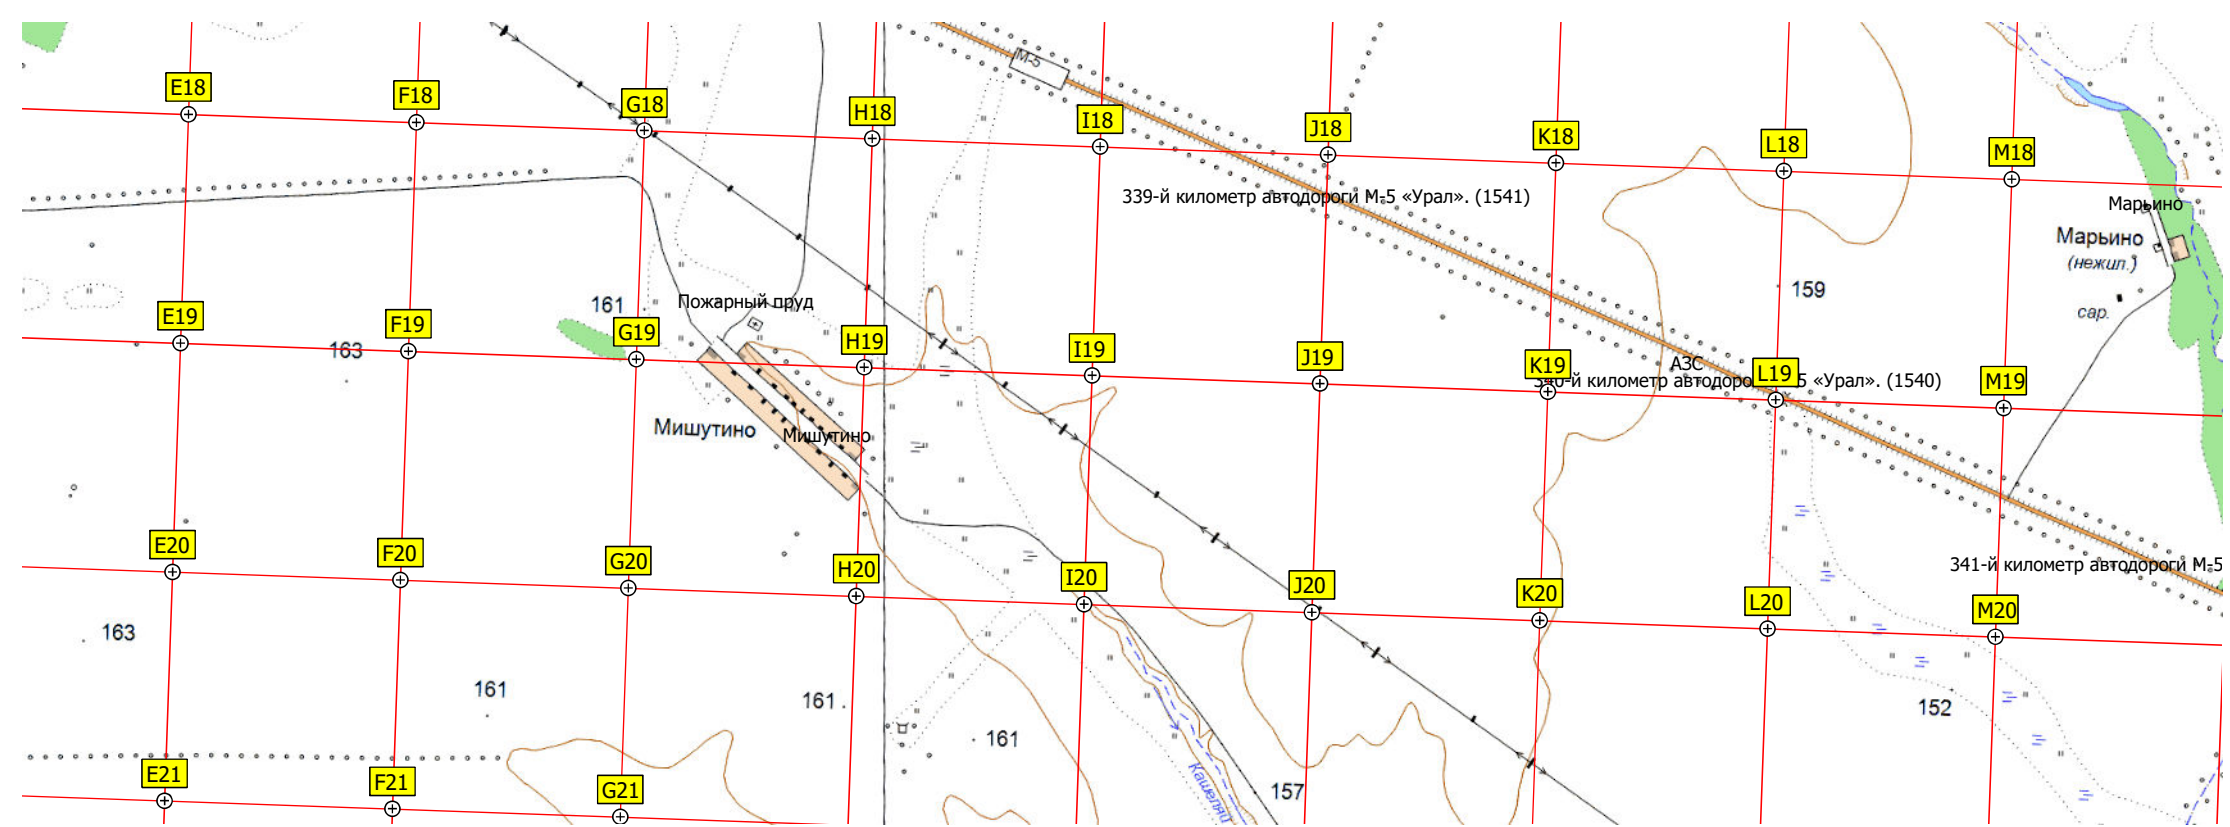 М-5
E18
F18
G18
H18
I18
J18
K18
L18
M18
339-й километр автодороги М-5 «Урал». (1541)
Марьино
Марьино
(нежил.)
159
сар.
161
Пожарный пруд
E19
F19
G19
H19
I19
J19
K19
L19
M19
163
АЗС
340-й километр автодороги М-5 «Урал». (1540)
Мишутино
Мишутино
E20
F20
G20
H20
I20
J20
K20
L20
M20
341-й километр автодороги М-5
163
161
161
161
152
157
E21
F21
G21